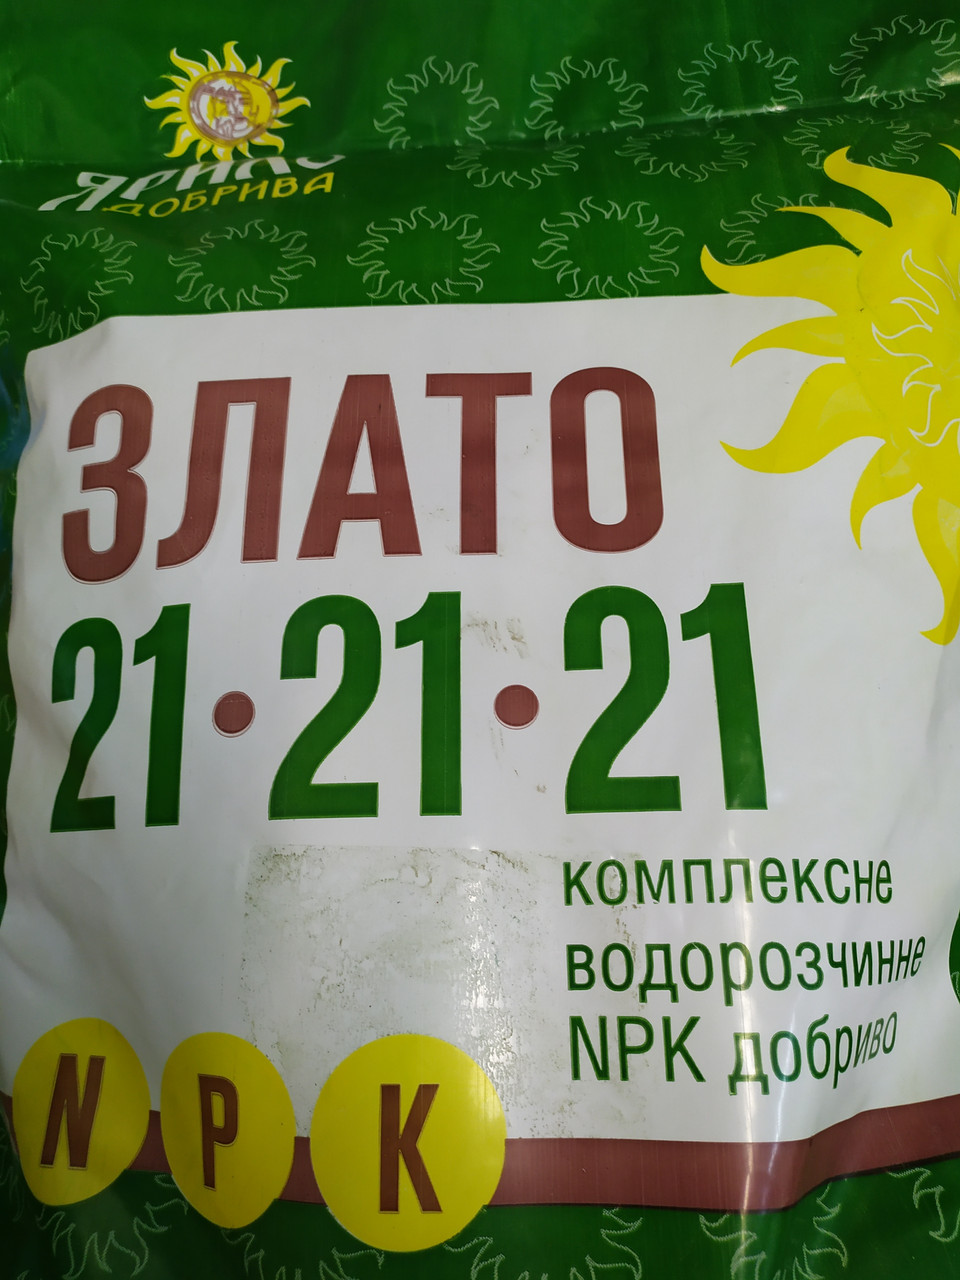 ЯРИЛО
ДОБРИВА
ЗЛАТО
21•21•21
комплексне
водорозчинне
NPK добриво
N P K